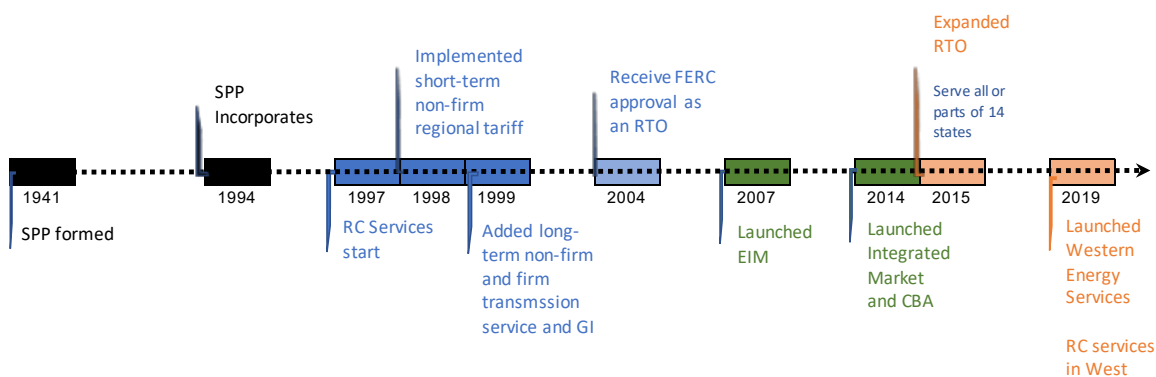 1941
SPP formed
SPP
Incorporates
1994
1997
RC Services
start
Implemented
short-term
non-firm
regional tariff
1998
1999
Added long-
term non-firm
and firm
transmssion
service and GI
Receive FERC
approval as
an RTO
2004
2007
Launched
EIM
2014
Launched
Integrated
Market
and CBA
Expanded
RTO
Serve all or
parts of 14
states
2015
2019
Launched
Western
Energy
Services
RC services
in West